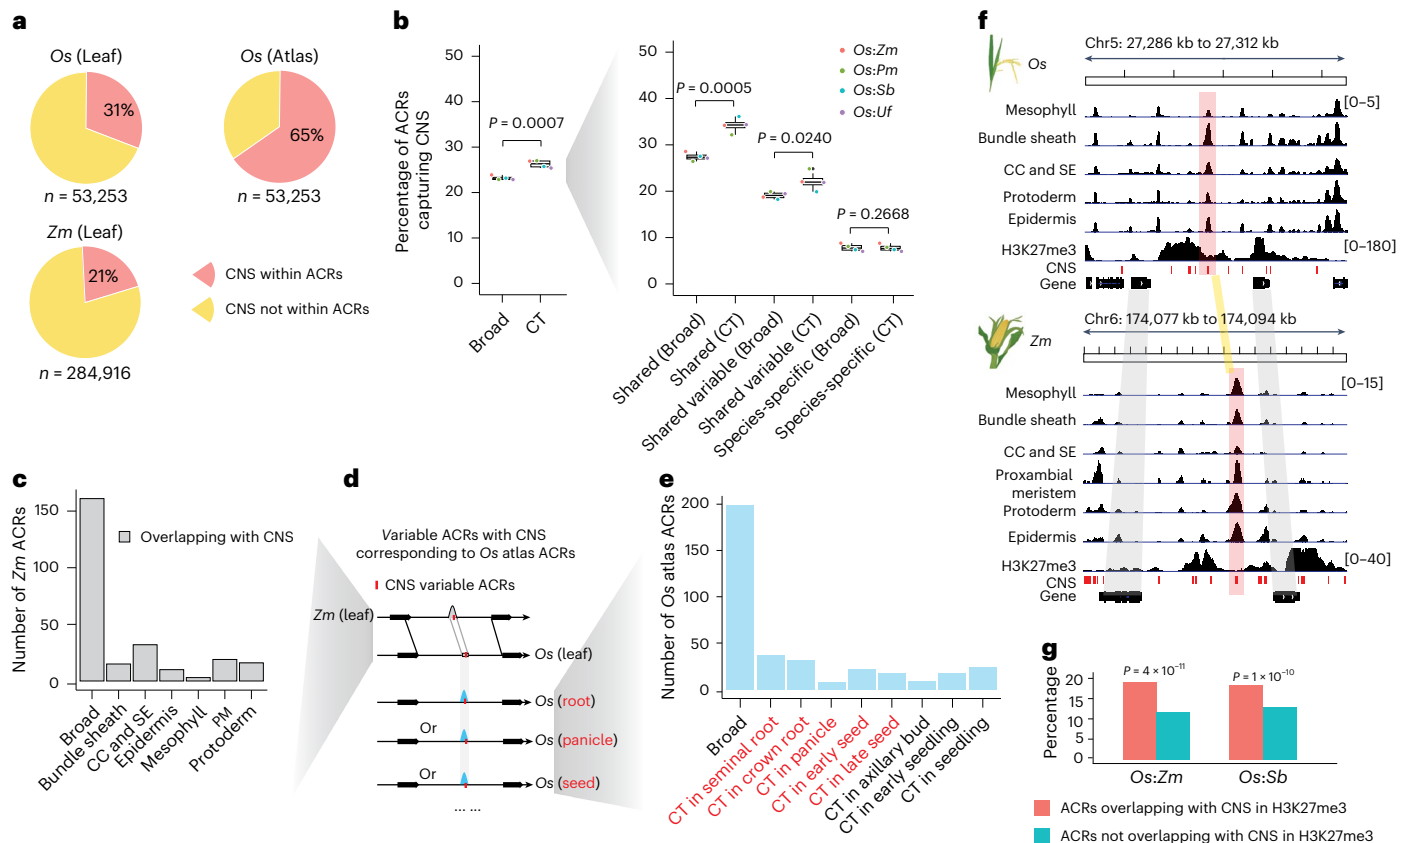 a
Os (Leaf)
31%
n = 53,253
Os (Atlas)
65%
n = 53,253
Zm (Leaf)
21%
n = 284,916
CNS within ACRs
CNS not within ACRs
b
Percentage of ACRs
capturing CNS
50
40
30
20
10
0
P = 0.0007
Broad
CT
50
40
30
20
10
0
Os:Zm
Os:Pm
Os:Sb
Os:Uf
P = 0.0005
P = 0.0240
P = 0.2668
Shared (Broad)
Shared (CT)
Shared variable (Broad)
Shared variable (CT)
Species-specific (Broad)
Species-specific (CT)
c
Number of Zm ACRs
150
100
50
0
Overlapping with CNS
Broad
Bundle sheath
CC and SE
Epidermis
Mesophyll
PM
Protoderm
d
Variable ACRs with CNS
corresponding to Os atlas ACRs
CNS variable ACRs
Zm (leaf)
Os (leaf)
Os (root)
Or
Os (panicle)
Or
Os (seed)
... ...
e
Number of Os atlas ACRs
200
150
100
50
0
Broad
CT in seminal root
CT in crown root
CT in panicle
CT in early seed
CT in late seed
CT in axillary bud
CT in early seedling
CT in seedling
f
Os
Chr5: 27,286 kb to 27,312 kb
[0–5]
Mesophyll
Bundle sheath
CC and SE
Protoderm
Epidermis
H3K27me3
[0–180]
CNS
Gene
Zm
Chr6: 174,077 kb to 174,094 kb
[0–15]
Mesophyll
Bundle sheath
CC and SE
Proxambial
meristem
Protoderm
Epidermis
H3K27me3
[0–40]
CNS
Gene
g
Percentage
20
15
10
5
0
P = 4 × 10⁻¹¹
P = 1 × 10⁻¹⁰
Os:Zm
Os:Sb
ACRs overlapping with CNS in H3K27me3
ACRs not overlapping with CNS in H3K27me3